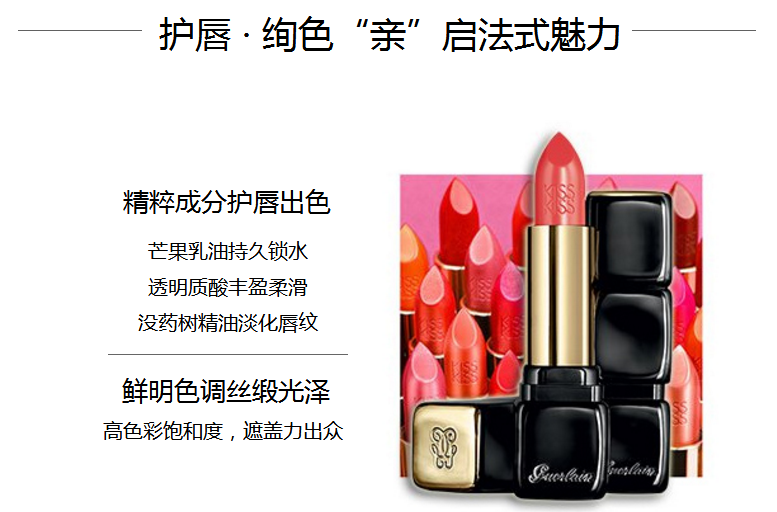 护唇·绚色“亲”启法式魅力
精粹成分护唇出色
芒果乳油持久锁水
透明质酸丰盈柔滑
没药树精油淡化唇纹
鲜明色调丝缎光泽
高色彩饱和度，遮盖力出众
KISS
KISS
Guerlain
Guerlain